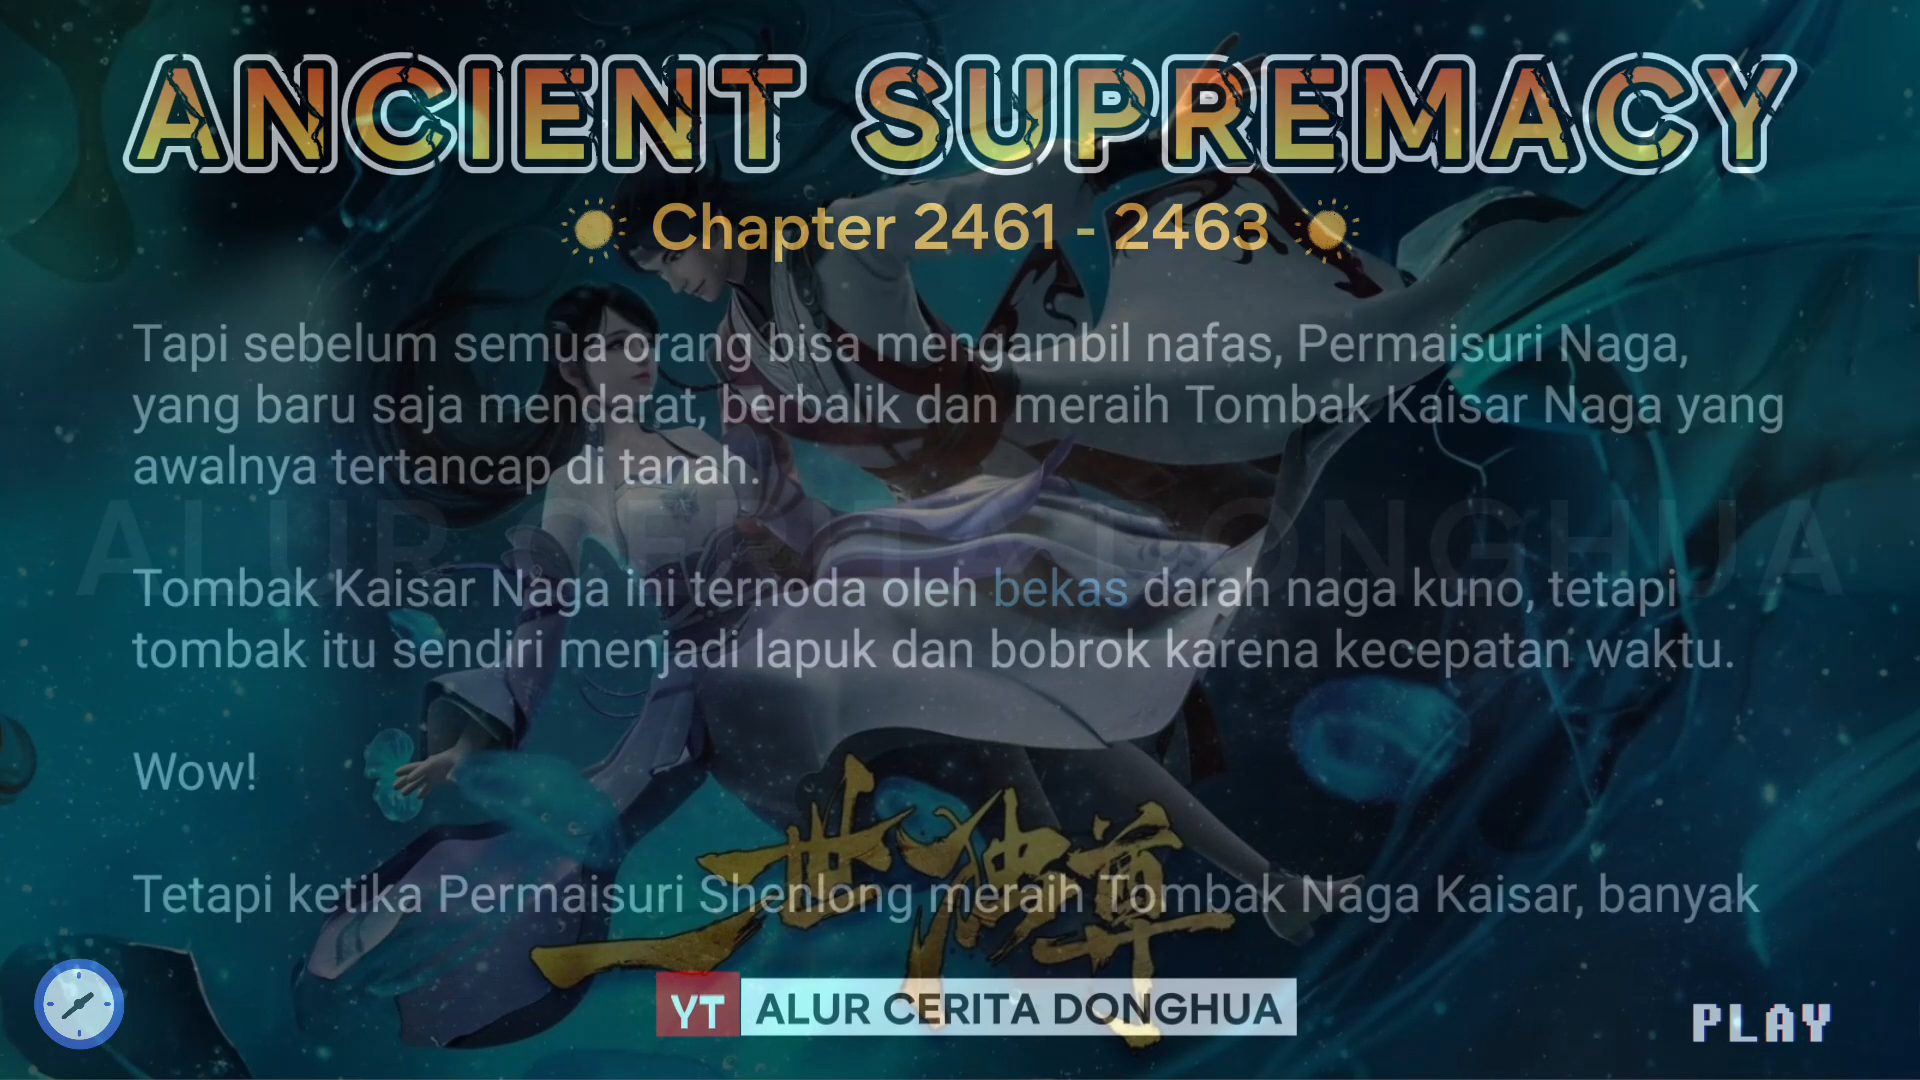 ANCIENT SUPREMACY
Chapter 2461 - 2463
Tapi sebelum semua orang bisa mengambil nafas, Permaisuri Naga,
yang baru saja mendarat, berbalik dan meraih Tombak Kaisar Naga yang
awalnya tertancap di tanah.
ALUR CERITA DONGHUA
Tombak Kaisar Naga ini ternoda oleh bekas darah naga kuno, tetapi
tombak itu sendiri menjadi lapuk dan bobrok karena kecepatan waktu.
Wow!
一世独尊
Tetapi ketika Permaisuri Shenlong meraih Tombak Naga Kaisar, banyak
YT ALUR CERITA DONGHUA
PLAY